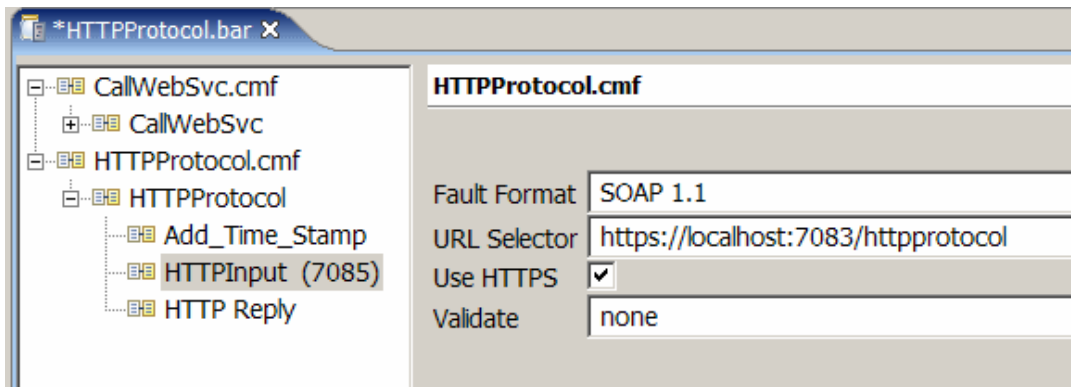 *HTTPProtocol.bar
CallWebSvc.cmf
CallWebSvc
HTTPProtocol.cmf
HTTPProtocol
Add_Time_Stamp
HTTPInput (7085)
HTTP Reply
HTTPProtocol.cmf
Fault Format SOAP 1.1
URL Selector https://localhost:7083/httpprotocol
Use HTTPS
Validate none